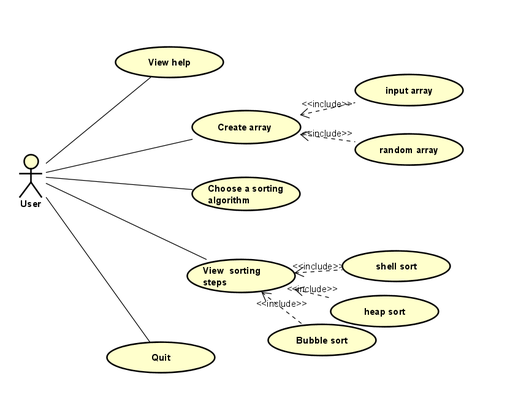 View help
input array
<<include>>
Create array
<<include>>
random array
User
Choose a sorting
algorithm
View sorting
steps
<<include>>
shell sort
<<include>>
<<include>>
heap sort
Bubble sort
Quit